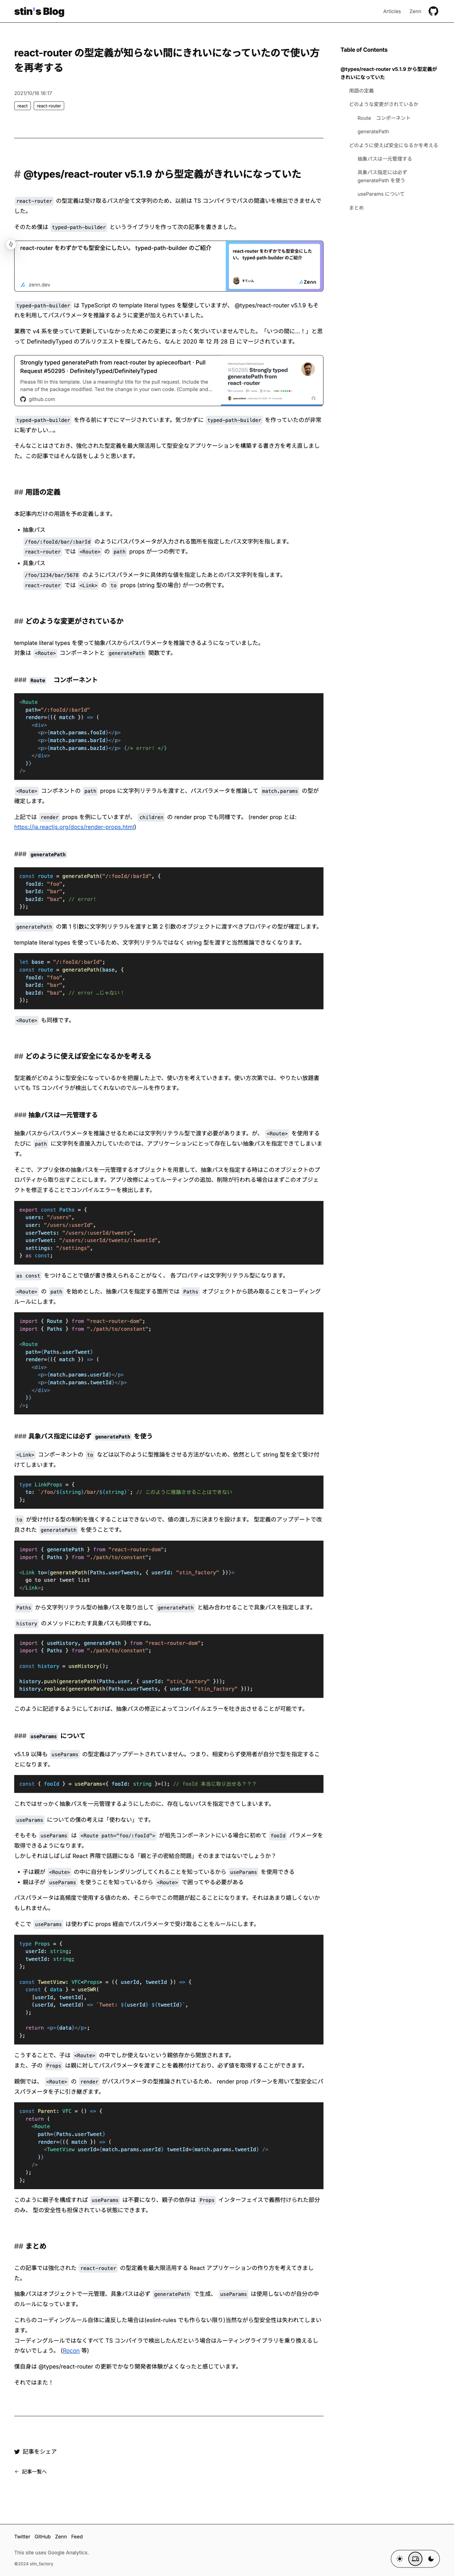 stin's Blog
Articles
Zenn
react-router の型定義が知らない間にきれいになっていたので使い方
を再考する
2021/10/16 16:17
react
react-router
Table of Contents
@types/react-router v5.1.9 から型定義が
きれいになっていた
用語の定義
どのような変更がされているか
Route コンポーネント
generatePath
どのように使えば安全になるかを考える
抽象パスは一元管理する
具象パス指定には必ず
generatePath を使う
useParams について
まとめ
# @types/react-router v5.1.9 から型定義がきれいになっていた
react-router の型定義は受け取るパスが全て文字列のため、以前は TS コンパイラでパスの間違いを検出できませんで
した。
そのため僕は typed-path-builder というライブラリを作って次の記事を書きました。
react-router をわずかでも型安全にしたい。 typed-path-builder のご紹介
zenn.dev
react-router をわずかでも型安全にした
い。 typed-path-builder のご紹介
すてぃん
Zenn
typed-path-builder は TypeScript の template literal types を駆使していますが、 @types/react-router v5.1.9 もそ
れを利用してパスパラメータを推論するように変更が加えられていました。
業務で v4 系を使っていて更新していなかったためこの変更にまったく気づいていませんでした。「いつの間に...！」と思
って DefinitedlyTyped のプルリクエストを探してみたら、なんと 2020 年 12 月 28 日 にマージされていました。
Strongly typed generatePath from react-router by apieceofbart · Pull
Request #50285 · DefinitelyTyped/DefinitelyTyped
Please fill in this template. Use a meaningful title for the pull request. Include the
name of the package modified. Test the change in your code. (Compile and...
github.com
typed-path-builder を作る前にすでにマージされています。気づかずに typed-path-builder を作っていたのが非常
に恥ずかしい...。
そんなことはさておき、強化された型定義を最大限活用して型安全なアプリケーションを構築する書き方を考え直しまし
た。この記事ではそんな話をしようと思います。
## 用語の定義
本記事内だけの用語を予め定義します。
• 抽象パス
/foo/:fooId/bar/:barId のようにパスパラメータが入力される箇所を指定したパス文字列を指します。
react-router では <Route> の path props が一つの例です。
• 具象パス
/foo/1234/bar/5678 のようにパスパラメータに具体的な値を指定したあとのパス文字列を指します。
react-router では <Link> の to props (string 型の場合) が一つの例です。
## どのような変更がされているか
template literal types を使って抽象パスからパスパラメータを推論できるようになっていました。
対象は <Route> コンポーネントと generatePath 関数です。
### Route コンポーネント
<Route
path="/:fooId/:barId"
render={({ match }) => (
<div>
<p>{match.params.fooId}</p>
<p>{match.params.barId}</p>
<p>{match.params.bazId}</p> {/* error! */}
</div>
)}
/>
<Route> コンポネントの path props に文字列リテラルを渡すと、パスパラメータを推論して match.params の型が
確定します。
上記では render props を例にしていますが、 children の render prop でも同様です。 (render prop とは:
https://ja.reactjs.org/docs/render-props.html)
### generatePath
const route = generatePath("/:fooId/:barId", {
fooId: "foo",
barId: "bar",
bazId: "baz", // error!
});
generatePath の第 1 引数に文字列リテラルを渡すと第 2 引数のオブジェクトに渡すべきプロパティの型が確定します。
template literal types を使っているため、文字列リテラルではなく string 型を渡すと当然推論できなくなります。
let base = "/:fooId/:barId";
const route = generatePath(base, {
fooId: "foo",
barId: "bar",
bazId: "baz", // error …じゃない！
});
<Route> も同様です。
## どのように使えば安全になるかを考える
型定義がどのように型安全になっているかを把握した上で、使い方を考えていきます。使い方次第では、やりたい放題書
いても TS コンパイラが検出してくれないのでルールを作ります。
### 抽象パスは一元管理する
抽象パスからパスパラメータを推論させるためには文字列リテラル型で渡す必要があります。が、 <Route> を使用する
たびに path に文字列を直接入力していたのでは、アプリケーションにとって存在しない抽象パスを指定できてしまいま
す。
そこで、アプリ全体の抽象パスを一元管理するオブジェクトを用意して、抽象パスを指定する時はこのオブジェクトのプ
ロパティから取り出すことにします。アプリ改修によってルーティングの追加、削除が行われる場合はまずこのオブジェ
クトを修正することでコンパイルエラーを検出します。
export const Paths = {
users: "/users",
user: "/users/:userId",
userTweets: "/users/:userId/tweets",
userTweet: "/users/:userId/tweets/:tweetId",
settings: "/settings",
} as const;
as const をつけることで値が書き換えられることがなく、 各プロパティは文字列リテラル型になります。
<Route> の path を始めとした、抽象パスを指定する箇所では Paths オブジェクトから読み取ることをコーディング
ルールにします。
import { Route } from "react-router-dom";
import { Paths } from "./path/to/constant";
<Route
path={Paths.userTweet}
render={({ match }) => (
<div>
<p>{match.params.userId}</p>
<p>{match.params.tweetId}</p>
</div>
)}
/>;
### 具象パス指定には必ず generatePath を使う
<Link> コンポーネントの to などは以下のように型推論をさせる方法がないため、依然として string 型を全て受け付
けてしまいます。
type LinkProps = {
to: `/foo/${string}/bar/${string}`; // このように推論させることはできない
};
to が受け付ける型の制約を強くすることはできないので、値の渡し方に決まりを設けます。 型定義のアップデートで改
良された generatePath を使うことです。
import { generatePath } from "react-router-dom";
import { Paths } from "./path/to/constant";
<Link to={generatePath(Paths.userTweets, { userId: "stin_factory" })}>
go to user tweet list
</Link>;
Paths から文字列リテラル型の抽象パスを取り出して generatePath と組み合わせることで具象パスを指定します。
history のメソッドにわたす具象パスも同様ですね。
import { useHistory, generatePath } from "react-router-dom";
import { Paths } from "./path/to/constant";
const history = useHistory();
history.push(generatePath(Paths.user, { userId: "stin_factory" }));
history.replace(generatePath(Paths.userTweets, { userId: "stin_factory" }));
このように記述するようにしておけば、抽象パスの修正によってコンパイルエラーを吐き出させることが可能です。
### useParams について
v5.1.9 以降も useParams の型定義はアップデートされていません。つまり、相変わらず使用者が自分で型を指定するこ
とになります。
const { fooId } = useParams<{ fooId: string }>(); // fooId 本当に取り出せる？？？
これではせっかく抽象パスを一元管理するようにしたのに、存在しないパスを指定できてしまいます。
useParams についての僕の考えは「使わない」です。
そもそも useParams は <Route path="foo/:fooId"> が祖先コンポーネントにいる場合に初めて fooId パラメータを
取得できるようになります。
しかしそれはしばしば React 界隈で話題になる「親と子の密結合問題」そのままではないでしょうか？
• 子は親が <Route> の中に自分をレンダリングしてくれることを知っているから useParams を使用できる
• 親は子が useParams を使うことを知っているから <Route> で囲ってやる必要がある
パスパラメータは高頻度で使用する値のため、そこら中でこの問題が起こることになります。それはあまり嬉しくないか
もしれません。
そこで useParams は使わずに props 経由でパスパラメータで受け取ることをルールにします。
type Props = {
userId: string;
tweetId: string;
};
const TweetView: VFC<Props> = ({ userId, tweetId }) => {
const { data } = useSWR(
[userId, tweetId],
(userId, tweetId) => `Tweet: ${userId} ${tweetId}`,
);
return <p>{data}</p>;
};
こうすることで、子は <Route> の中でしか使えないという親依存から開放されます。
また、子の Props は親に対してパスパラメータを渡すことを義務付けており、必ず値を取得することができます。
親側では、 <Route> の render がパスパラメータの型推論されているため、 render prop パターンを用いて型安全にパ
スパラメータを子に引き継ぎます。
const Parent: VFC = () => {
return (
<Route
path={Paths.userTweet}
render={({ match }) => (
<TweetView userId={match.params.userId} tweetId={match.params.tweetId} />
)}
/>
);
};
このように親子を構成すれば useParams は不要になり、親子の依存は Props インターフェイスで義務付けられた部分
のみ、 型の安全性も担保されている状態にできます。
## まとめ
この記事では強化された react-router の型定義を最大限活用する React アプリケーションの作り方を考えてきまし
た。
抽象パスはオブジェクトで一元管理、具象パスは必ず generatePath で生成、 useParams は使用しないのが自分の中
のルールになっています。
これらのコーディングルール自体に違反した場合は(eslint-rules でも作らない限り)当然ながら型安全性は失われてしまい
ます。
コーディングルールではなくすべて TS コンパイラで検出したんだという場合はルーティングライブラリを乗り換えるし
かないでしょう。 (Rocon 等)
僕自身は @types/react-router の更新でかなり開発者体験がよくなったと感じています。
それではまた！
記事をシェア
← 記事一覧へ
Twitter GitHub Zenn Feed
This site uses Google Analytics.
©2024 stin_factory